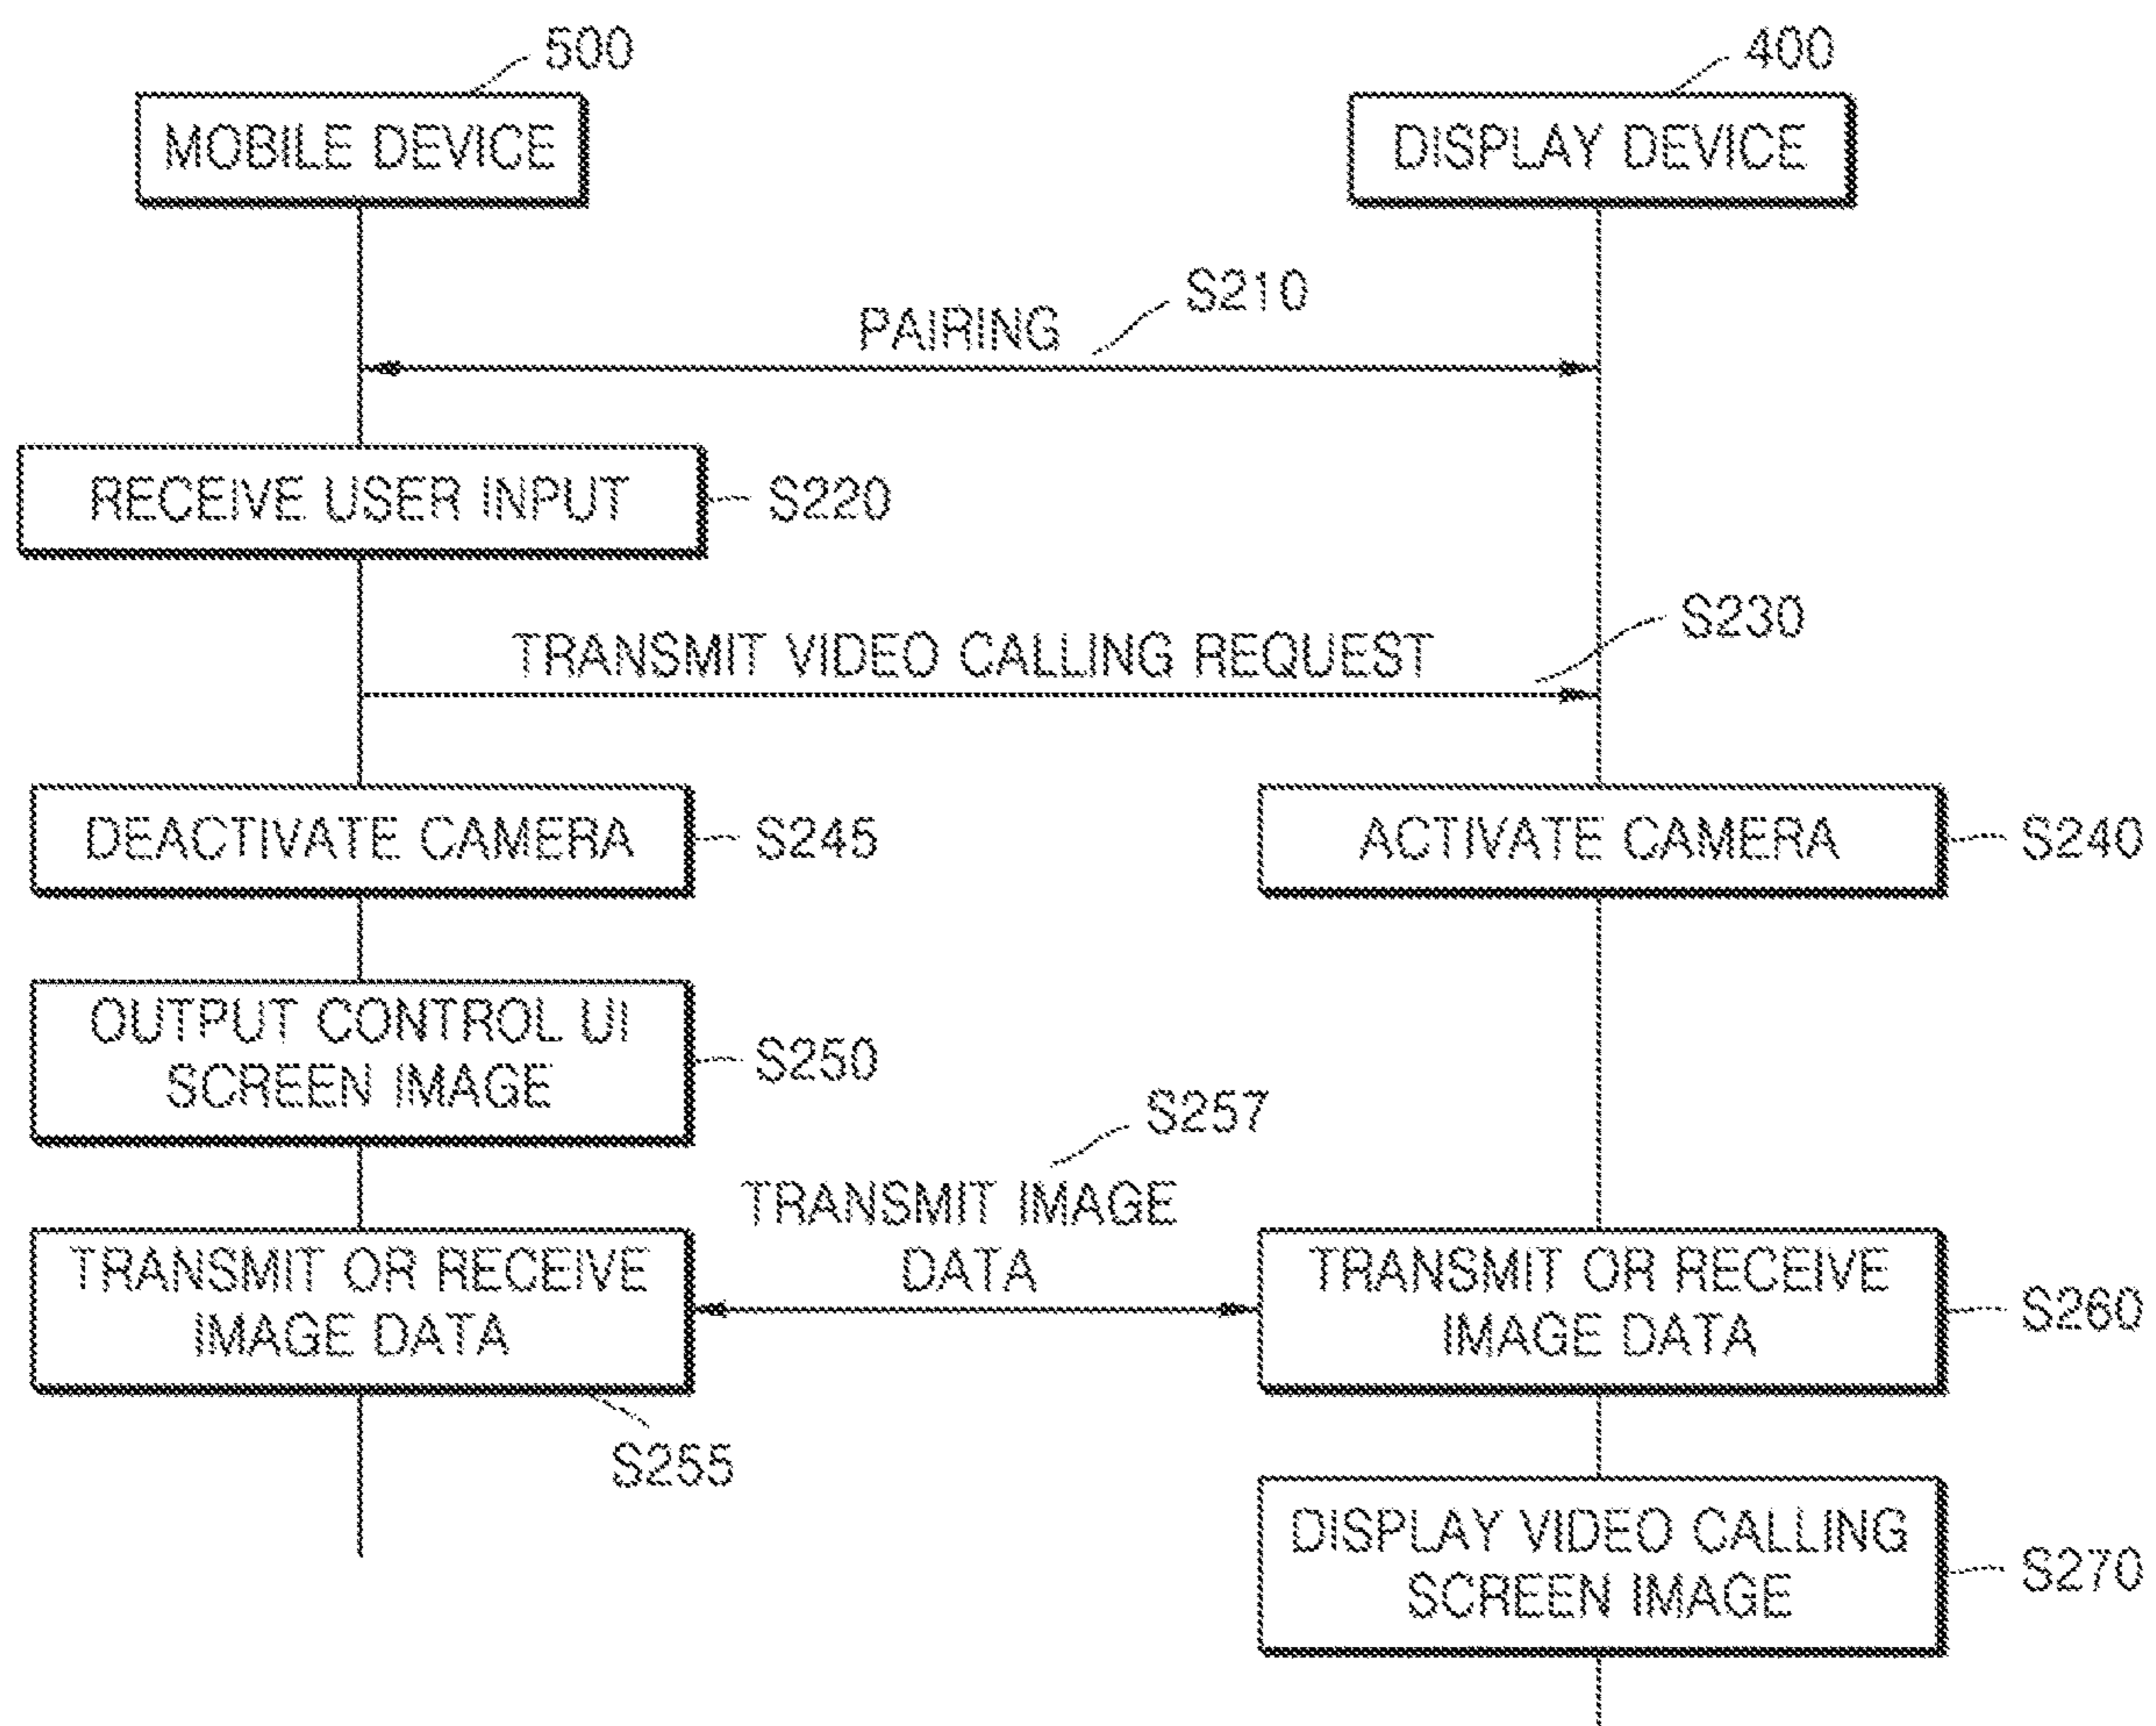 500
400
MOBILE DEVICE
DISPLAY DEVICE
S210
PAIRING
RECEIVE USER INPUT
S220
S230
TRANSMIT VIDEO CALLING REQUEST
DEACTIVATE CAMERA
S245
ACTIVATE CAMERA
S240
OUTPUT CONTROL UI
SCREEN IMAGE
S250
S257
TRANSMIT IMAGE
DATA
TRANSMIT OR RECEIVE
IMAGE DATA
S255
TRANSMIT OR RECEIVE
IMAGE DATA
S260
DISPLAY VIDEO CALLING
SCREEN IMAGE
S270